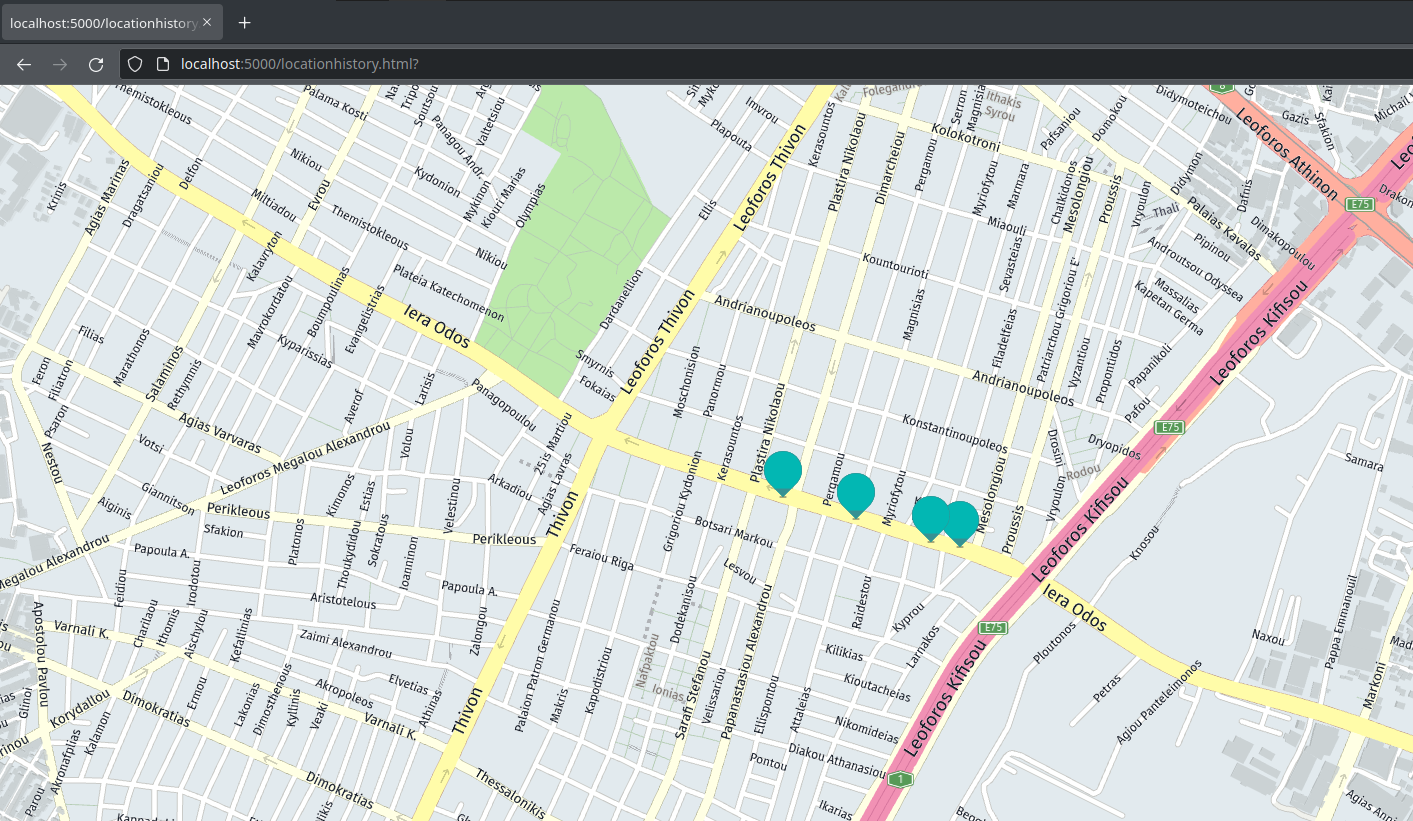 localhost:5000/locationhistory
localhost:5000/locationhistory.html?
Themistokleous
Palama Kosti
Soutsou
Panagou Andr.
Valtetsiou
Plapouta
Imvrou
Kerasountos
Folegandro
Serron
Magnisia
Ithakis
Syrou
Pafsaniou
Domokou
Didymoteichou
Gazis
Sfakion
8
Leoforos Athinon
E75
Krinis
Agias Marinas
Dragatsaniou
Delfon
Nikiou
Evrou
Miltiadou
Kydonion
Mykinon
Kiouri Marias
Olympias
Leoforos Thivon
Plastira Nikolaou
Dimarcheiou
Kolokotroni
Pergamou
Myriofytou
Marmara
Chalkidonos
Mesolongiou
Proussis
Vryoulon
Thali
Didymon
Palaias Kavalas
Dafnis
Dimakopoulou
Ellis
Miaouli
Themistokleous
Nikiou
Kalavryton
Mavrokordatou
Boumpoulinas
Evangelistrias
Plateia Katechomenon
Iera Odos
Dardanellion
Leoforos Thivon
Kountourioti
Sevasteias
Androutsou Odyssea
Pipinou
Massalias
Kapetan Germa
Patriarchou Grigoriou E'
Andrianoupoleos
Magnisias
Filadelfeias
Vyzantiou
Propontidos
Papanikoli
Leoforos Kifisou
Filias
Marathonos
Salaminos
Kyparissias
Feron
Filiatron
Psaron
Rethymnis
Smyrnis
Fokaias
Moschonision
Panormou
Andrianoupoleos
Pafou
E75
Larisis
Averof
Panagopoulou
Agias Varvaras
Leoforos Megalou Alexandrou
Votsi
Volou
25is Martiou
Kerasountos
Plastira Nikolaou
Konstantinoupoleos
Drosini
Dryopidos
Rodou
Samara
Nestou
Giannitson
Aiginis
Kimonos
Estias
Velestinou
Arkadiou
Agias Lavras
Grigoriou Kydonion
Pergamou
Myriofytou
Mesolongiou
Proussis
Vryoulon
Leoforos Kifisou
Perikleous
Sfakion
Perikleous
Thivon
Botsari Markou
Knosou
Megalou Alexandrou
Papoula A.
Platonos
Thoukydidou
Sokratous
Ioanninon
Feraiou Riga
Lesvou
Feidiou
Irodotou
Papoula A.
Aristotelous
Dodekanisou
Raidestou
Kyprou
Iera Odos
Apostolou Pavlou
Varnali K.
Charilaou
Ithomis
Aischylou
Kefallinias
Zaimi Alexandrou
Zalongou
Palaion Patron Germanou
Nafpaktou
Papanastasiou Alexandrou
Larnakos
E75
Ploutonos
Naxou
Pappa Emmanouil
Kilikias
Kioutacheias
Leoforos Kifisou
Petras
Agiou Panteleimonos
Markoni
Glinou
Korydallou
Dimokratias
Ermou
Lakonias
Dimosthenous
Kyllinis
Veaki
Akropoleos
Elvetias
Athinas
Varnali K.
Thivon
Makris
Kapodistriou
Ionias
Sarafi Stefanou
Velissariou
Ellispontou
Attaleias
Nikomideias
Diakou Athanasiou
Pontou
Kalamon
Akronafplias
Parou
Dimokratias
Thessalonikis
1
Ikarias
Agias Anni